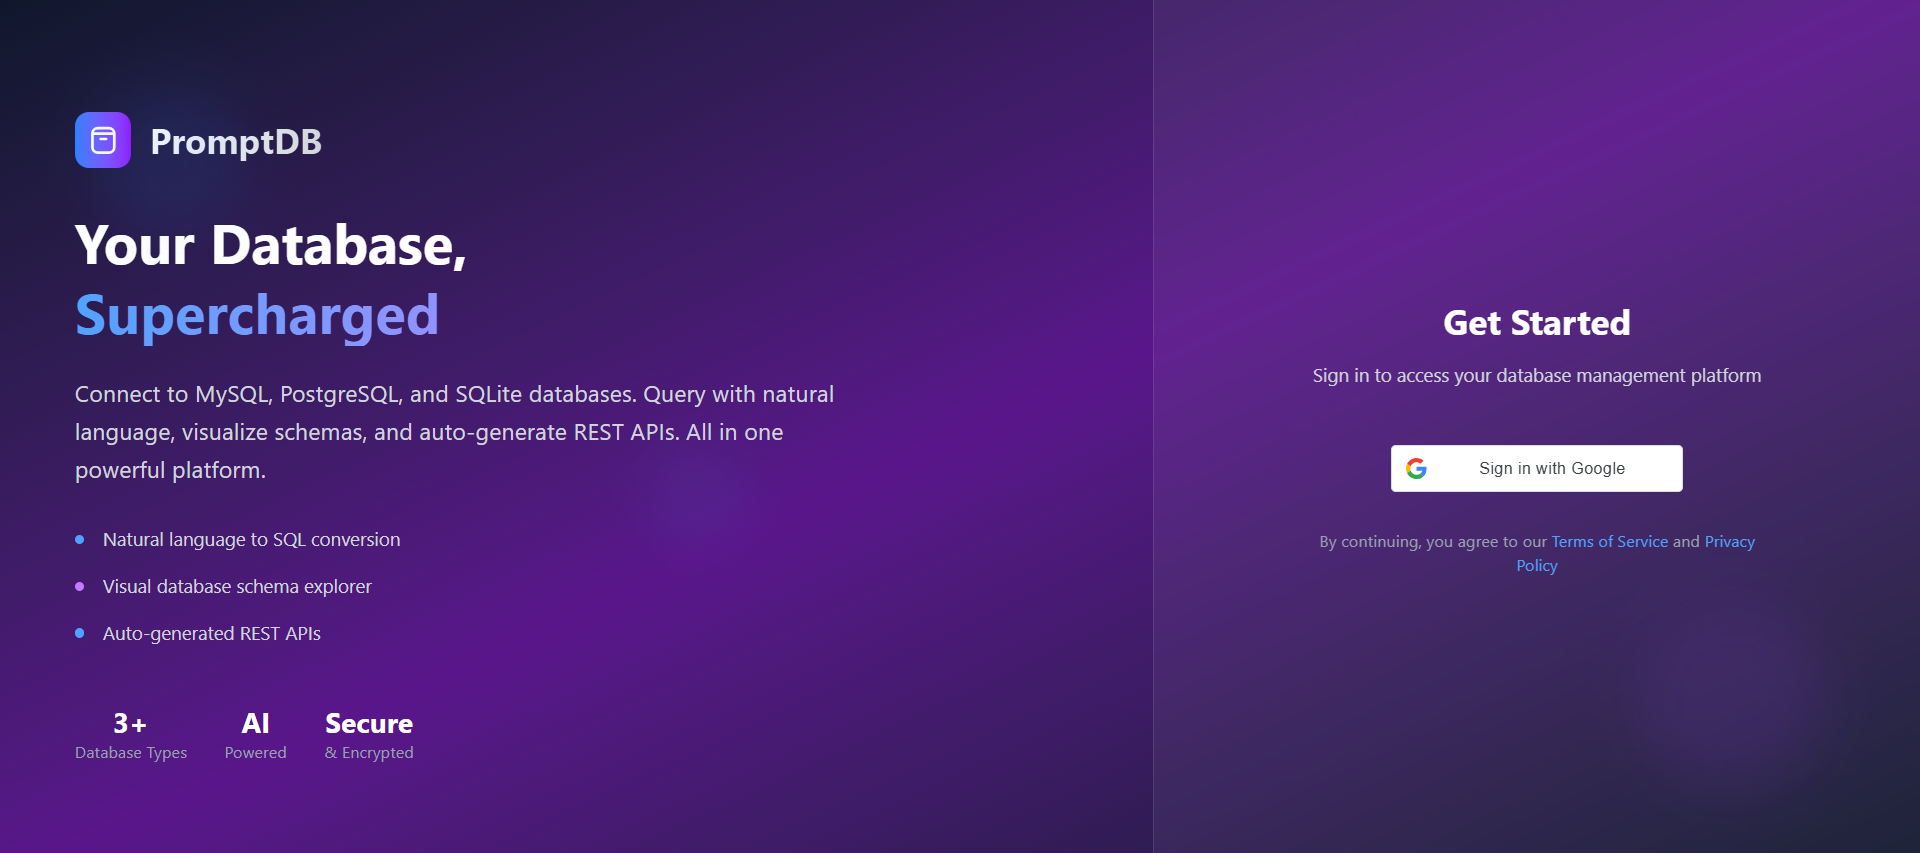 PromptDB
Your Database,
Supercharged
Connect to MySQL, PostgreSQL, and SQLite databases. Query with natural
language, visualize schemas, and auto-generate REST APIs. All in one
powerful platform.
Natural language to SQL conversion
Visual database schema explorer
Auto-generated REST APIs
3+
Database Types
AI
Powered
Secure
& Encrypted
Get Started
Sign in to access your database management platform
Sign in with Google
By continuing, you agree to our Terms of Service and Privacy
Policy